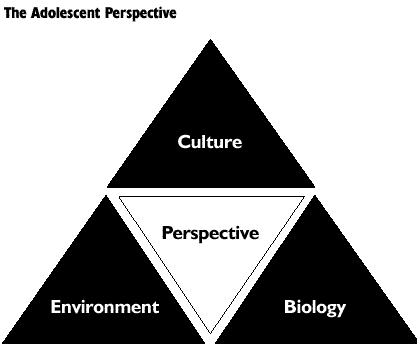 The Adolescent Perspective
Culture
Perspective
Environment
Biology